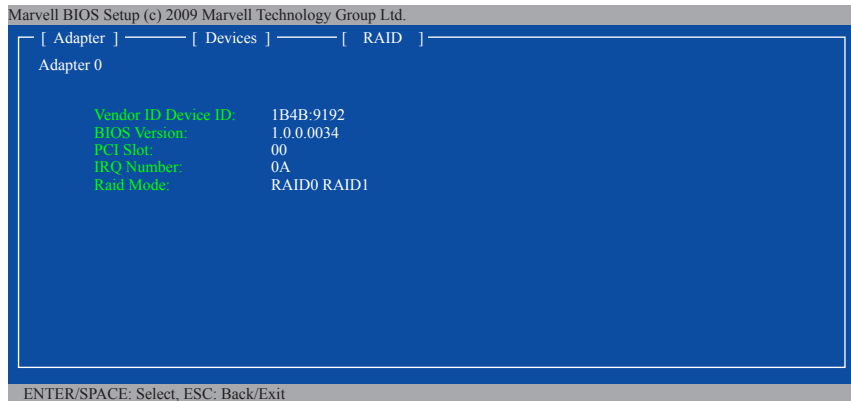 Marvell BIOS Setup (c) 2009 Marvell Technology Group Ltd.
[ Adapter ] [ Devices ] [ RAID ]
Adapter 0
Vendor ID Device ID: 1B4B:9192
BIOS Version: 1.0.0.0034
PCI Slot: 00
IRQ Number: 0A
Raid Mode: RAID0 RAID1
ENTER/SPACE: Select, ESC: Back/Exit